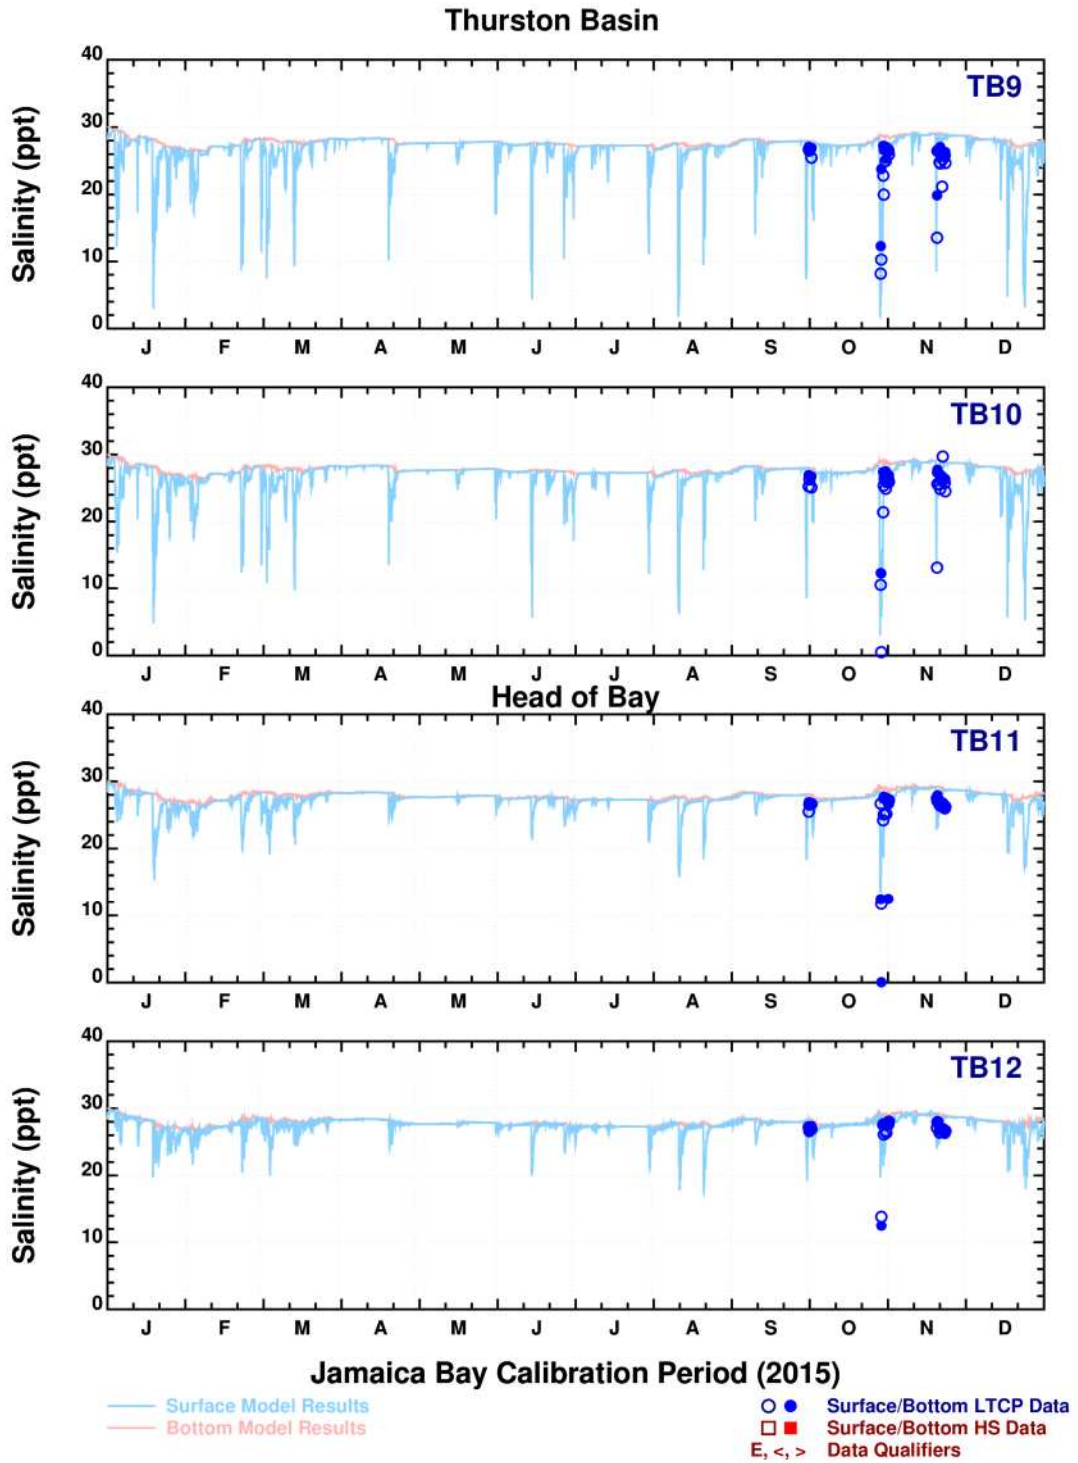 Thurston Basin
Salinity (ppt)
40
30
20
10
0
TB9
J F M A M J J A S O N D
Salinity (ppt)
40
30
20
10
0
TB10
J F M A M J J A S O N D
Head of Bay
Salinity (ppt)
40
30
20
10
0
TB11
J F M A M J J A S O N D
Salinity (ppt)
40
30
20
10
0
TB12
J F M A M J J A S O N D
Jamaica Bay Calibration Period (2015)
Surface Model Results
Bottom Model Results
Surface/Bottom LTCP Data
Surface/Bottom HS Data
E, <, > Data Qualifiers